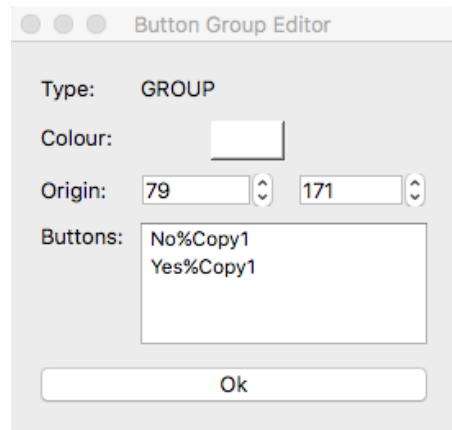 Button Group Editor
Type: GROUP
Colour:
Origin: 79 171
Buttons: No%Copy1
Yes%Copy1
Ok